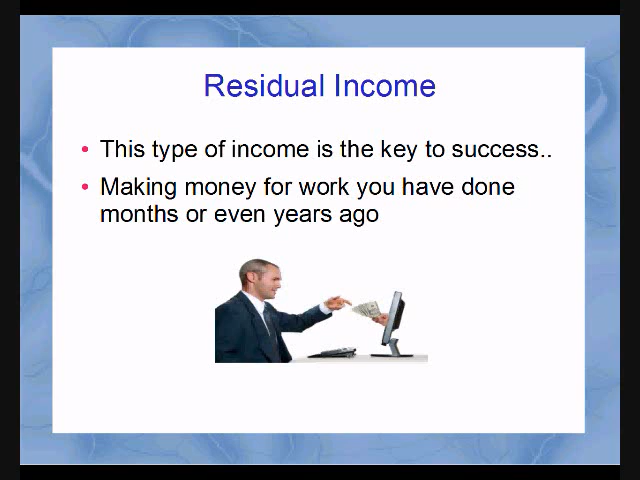 Residual Income
• This type of income is the key to success..
• Making money for work you have done
months or even years ago